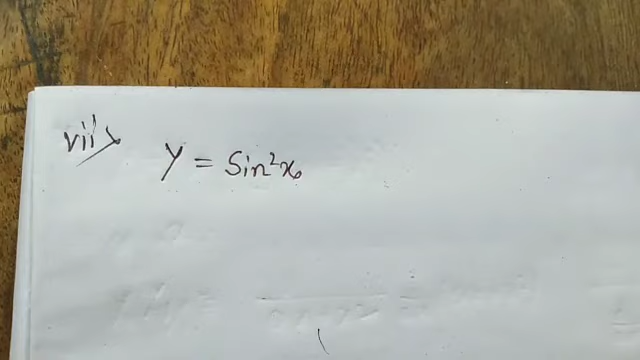 vii> y = Sin²x